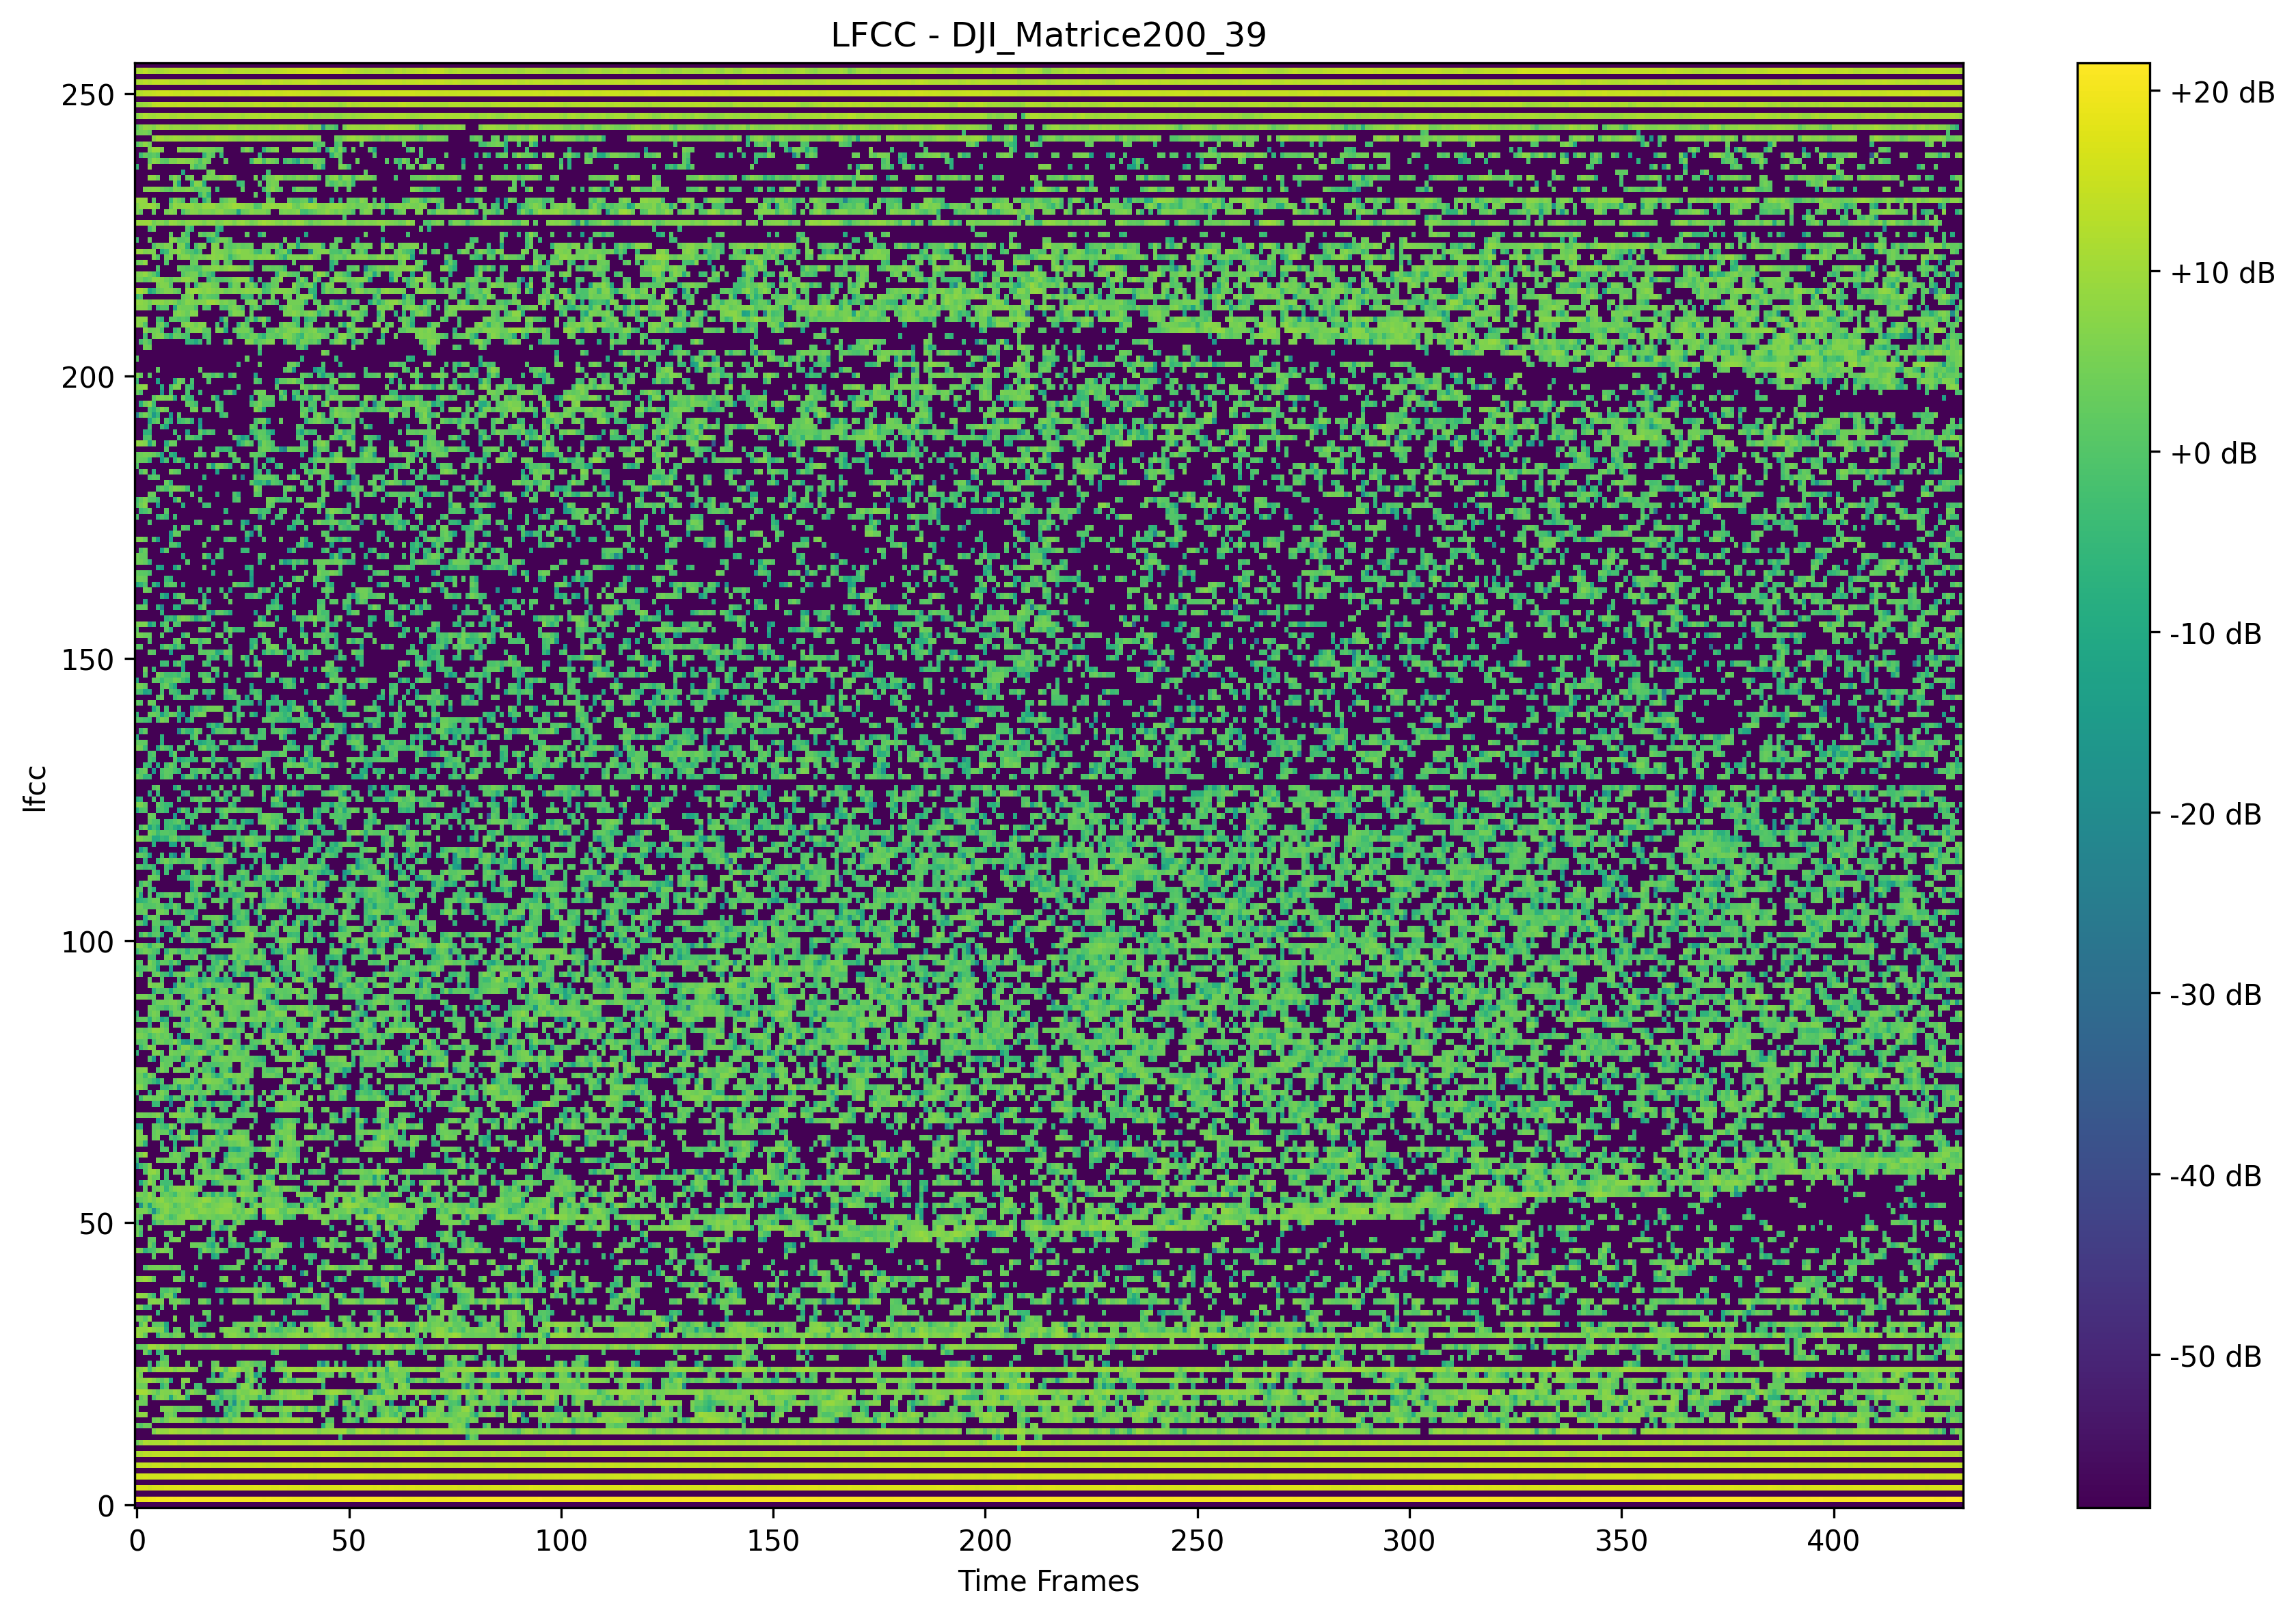 LFCC - DJI_Matrice200_39
250
200
150
100
50
0
lfcc
0 50 100 150 200 250 300 350 400
Time Frames
+20 dB
+10 dB
+0 dB
-10 dB
-20 dB
-30 dB
-40 dB
-50 dB